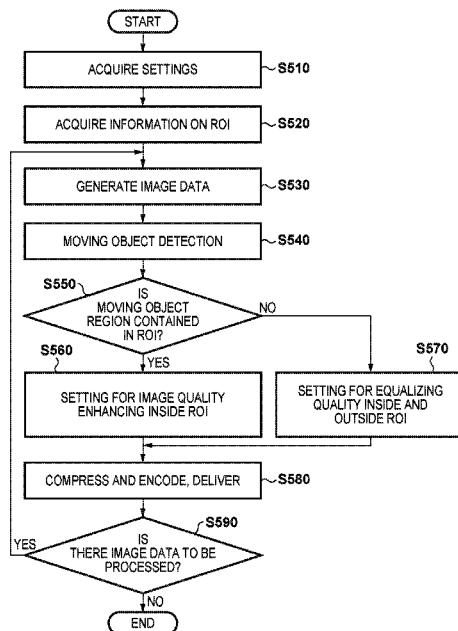 START
ACQUIRE SETTINGS
S510
ACQUIRE INFORMATION ON ROI
S520
GENERATE IMAGE DATA
S530
MOVING OBJECT DETECTION
S540
S550
IS
MOVING OBJECT
REGION CONTAINED
IN ROI?
NO
YES
S560
SETTING FOR IMAGE QUALITY
ENHANCING INSIDE ROI
S570
SETTING FOR EQUALIZING
QUALITY INSIDE AND
OUTSIDE ROI
COMPRESS AND ENCODE, DELIVER
S580
S590
IS
THERE IMAGE DATA TO BE
PROCESSED?
YES
NO
END